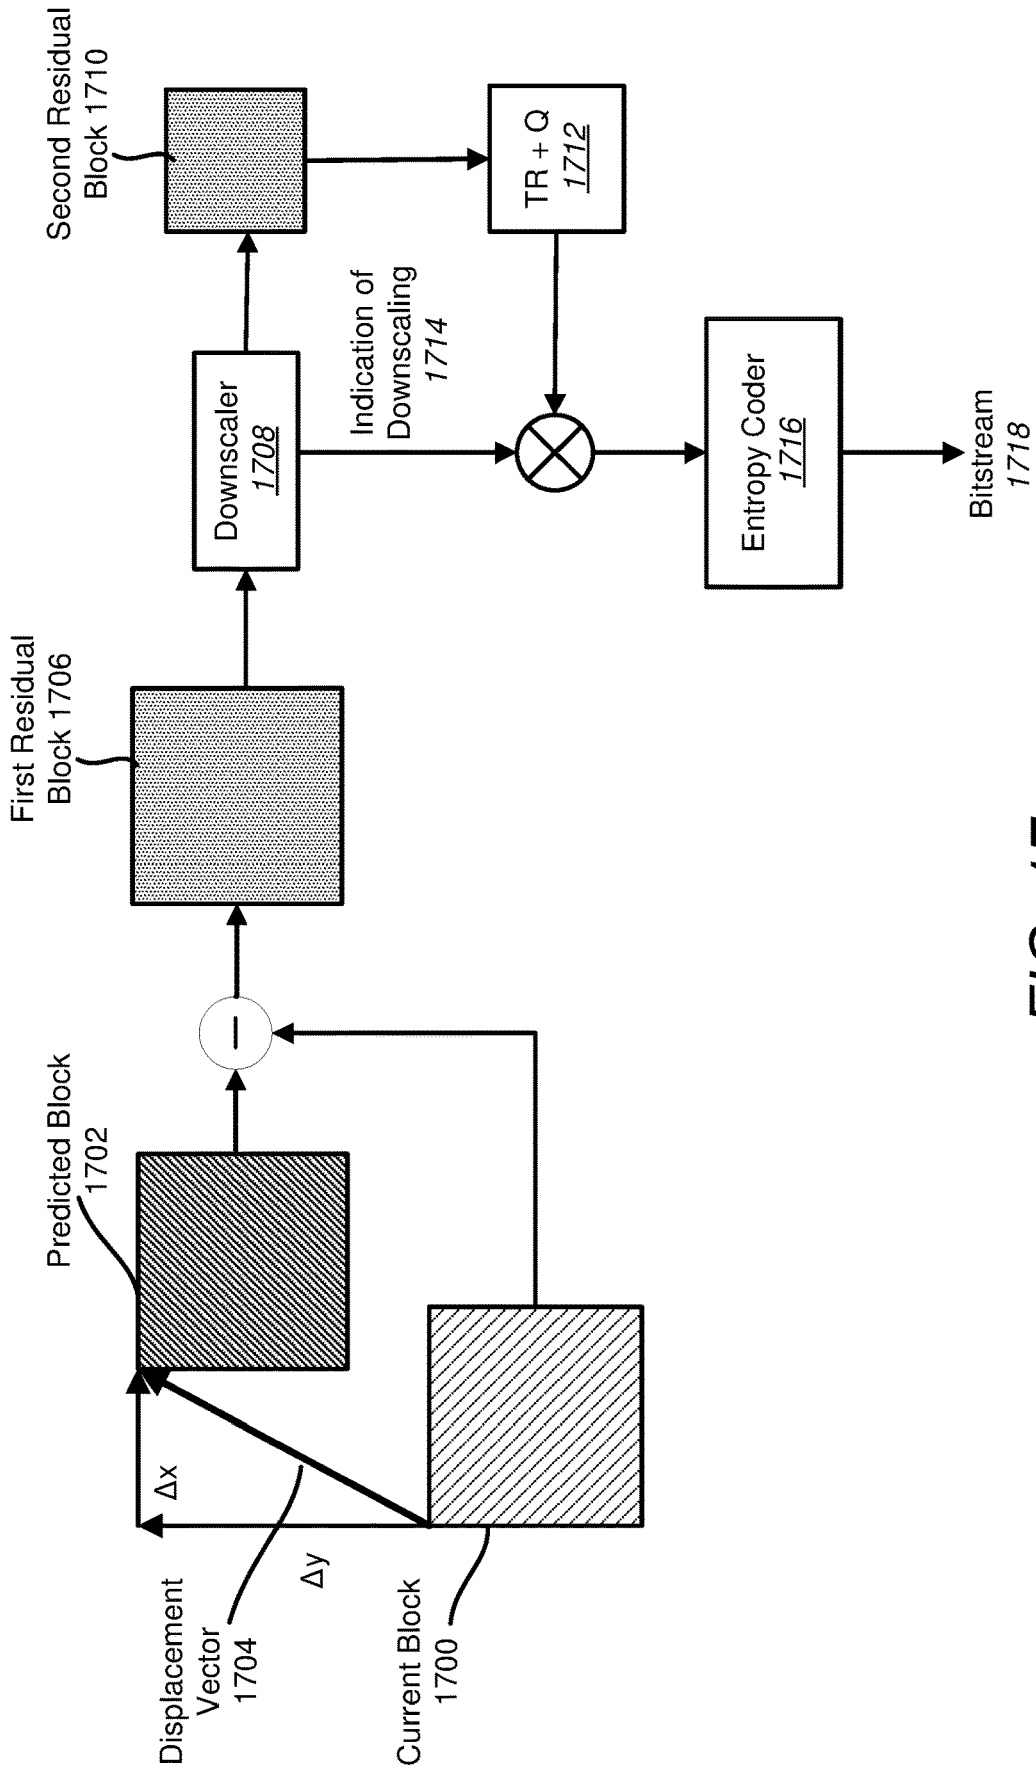 Displacement
Vector
1704
Δx
Δy
Current Block
1700
Predicted Block
1702
–
First Residual
Block 1706
Downscaler
1708
Second Residual
Block 1710
Indication of
Downscaling
1714
TR + Q
1712
Entropy Coder
1716
Bitstream
1718